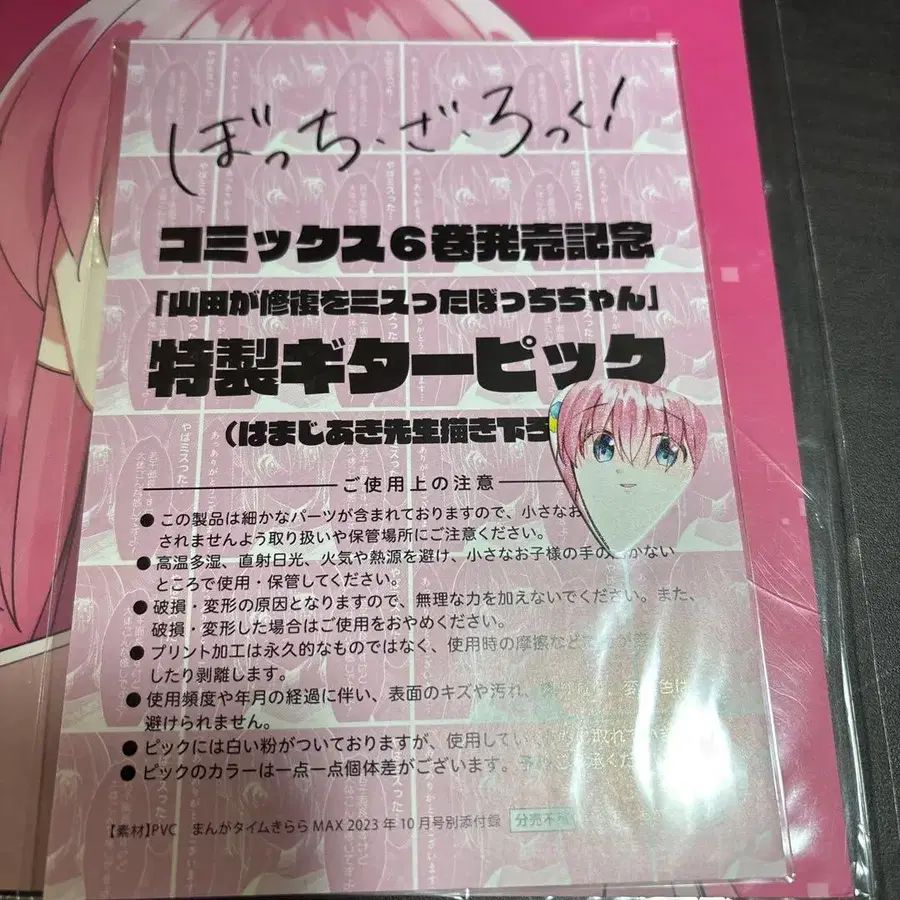 ぼっち・ざ・ろっく!
コミックス6巻発売記念
「山田が修復をミスったぼっちちゃん」
特製ギターピック
(はまじあき先生描き下ろ
ご使用上の注意
● この製品は細かなパーツが含まれておりますので、小さなお
されませんよう取り扱いや保管場所にご注意ください。
● 高温多湿、直射日光、火気や熱源を避け、小さなお子様の手の かない
ところで使用・保管してください。
● 破損・変形の原因となりますので、無理な力を加えないでください。また、
破損・変形した場合はご使用をおやめください。
● プリント加工は永久的なものではなく、使用時の摩擦など
したり剥離します。
● 使用頻度や年月の経過に伴い、表面のキズや汚れ、 変 色は
避けられません。
● ピックには白い粉がついておりますが、使用してい 取れて
● ピックのカラーは一点一点個体差がございます。予め ご 承くだ
【素材】PVC まんがタイムきららMAX 2023年10月号別添付録 分売不